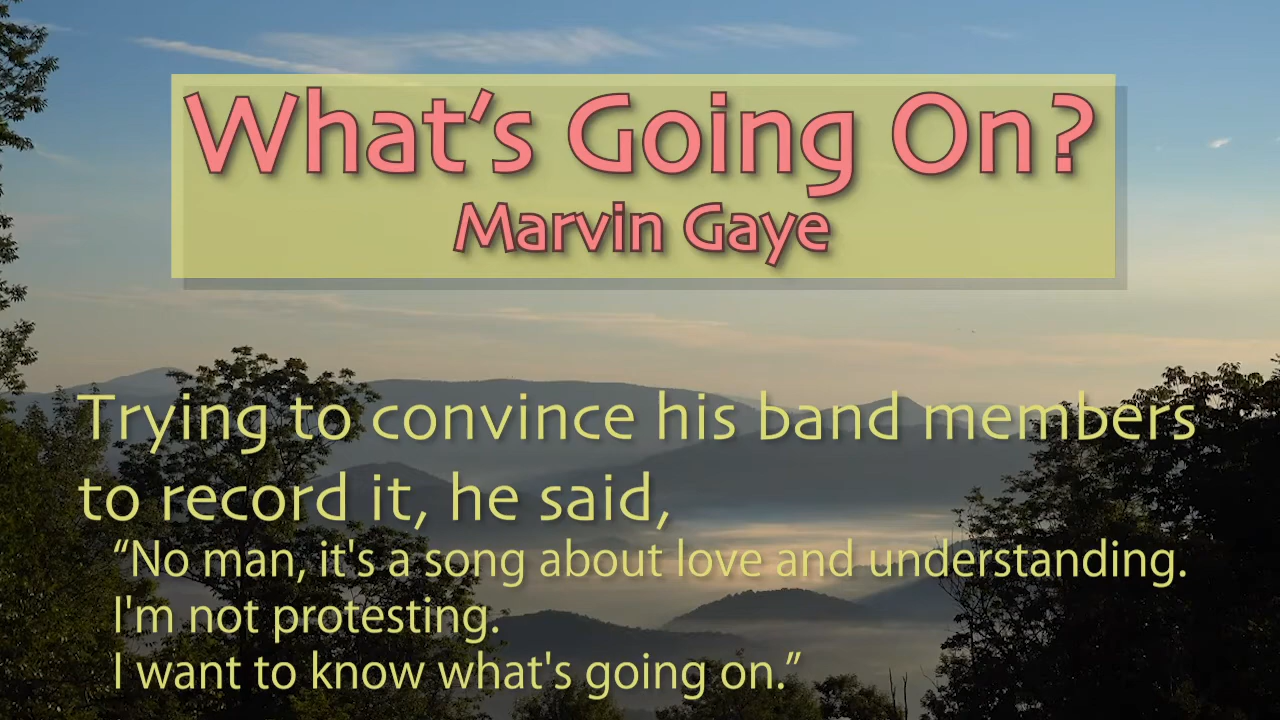 What’s Going On?
Marvin Gaye
Trying to convince his band members
to record it, he said,
“No man, it's a song about love and understanding.
I'm not protesting.
I want to know what's going on.”